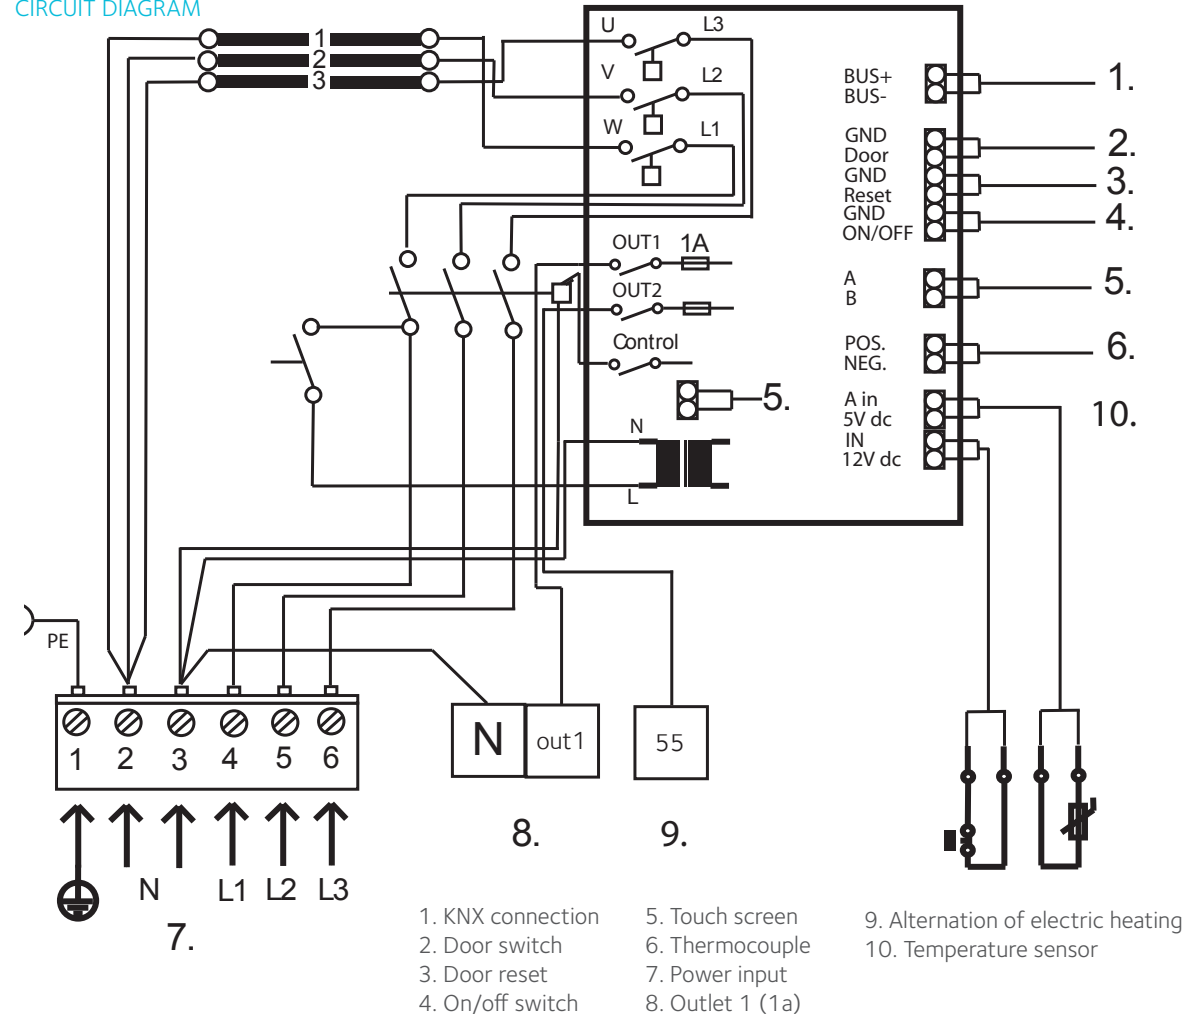 CIRCUIT DIAGRAM
1
2
3
U
L3
V
L2
W
L1
OUT1
1A
OUT2
Control
5.
N
L
BUS+
BUS-
1.
GND
Door
2.
GND
Reset
3.
GND
ON/OFF
4.
A
B
5.
POS.
NEG.
6.
A in
5V dc
10.
IN
12V dc
PE
1 2 3 4 5 6
N L1 L2 L3
7.
N out1
8.
55
9.
1. KNX connection
2. Door switch
3. Door reset
4. On/off switch
5. Touch screen
6. Thermocouple
7. Power input
8. Outlet 1 (1a)
9. Alternation of electric heating
10. Temperature sensor